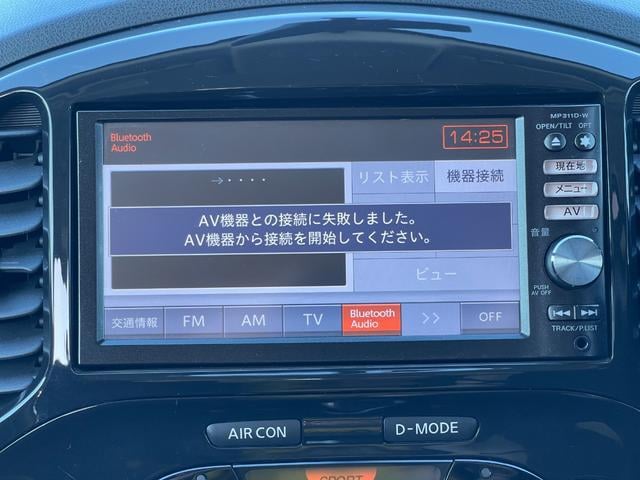 MP311D-W
OPEN/TILT OPT
Bluetooth
Audio
14:25
現在地
→････
リスト表示
機器接続
メニュー
AV
AV機器との接続に失敗しました。
AV機器から接続を開始してください。
音量
ビュー
PUSH
AV OFF
交通情報
FM
AM
TV
Bluetooth
Audio
>>
OFF
TRACK/P.LIST
AIR CON
D-MODE
SPORT